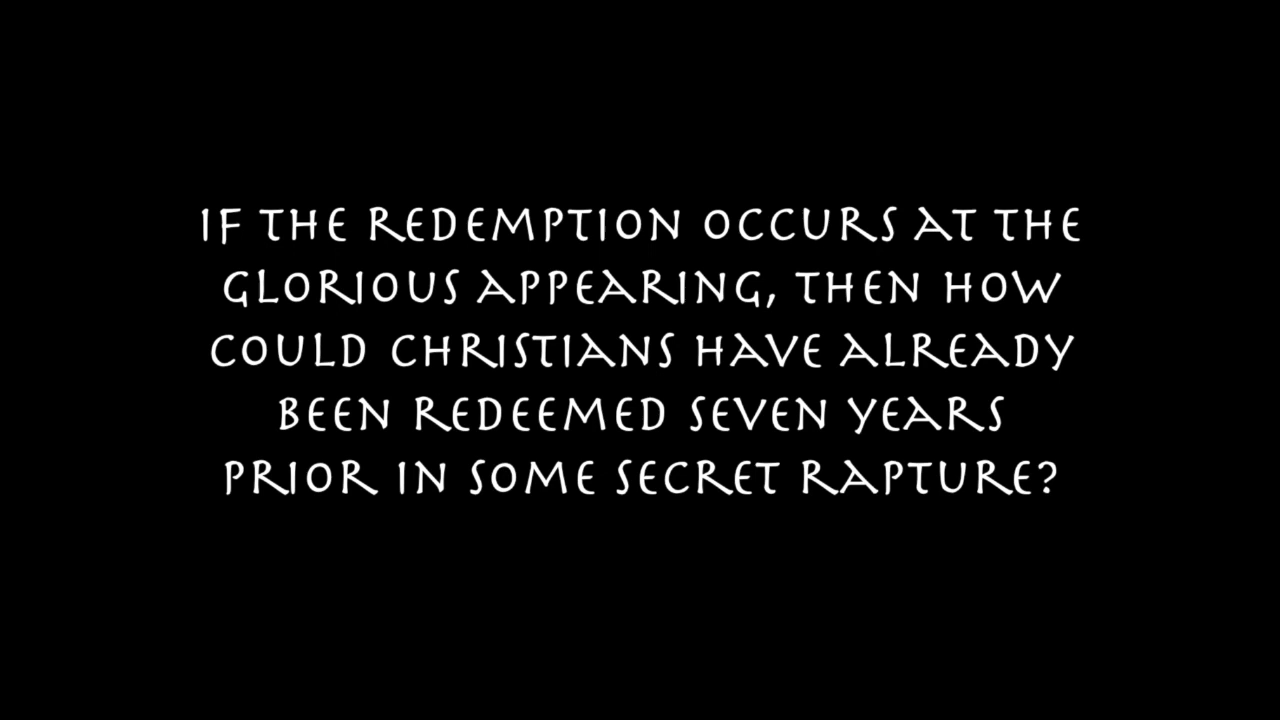 IF THE REDEMPTION OCCURS AT THE
GLORIOUS APPEARING, THEN HOW
COULD CHRISTIANS HAVE ALREADY
BEEN REDEEMED SEVEN YEARS
PRIOR IN SOME SECRET RAPTURE?